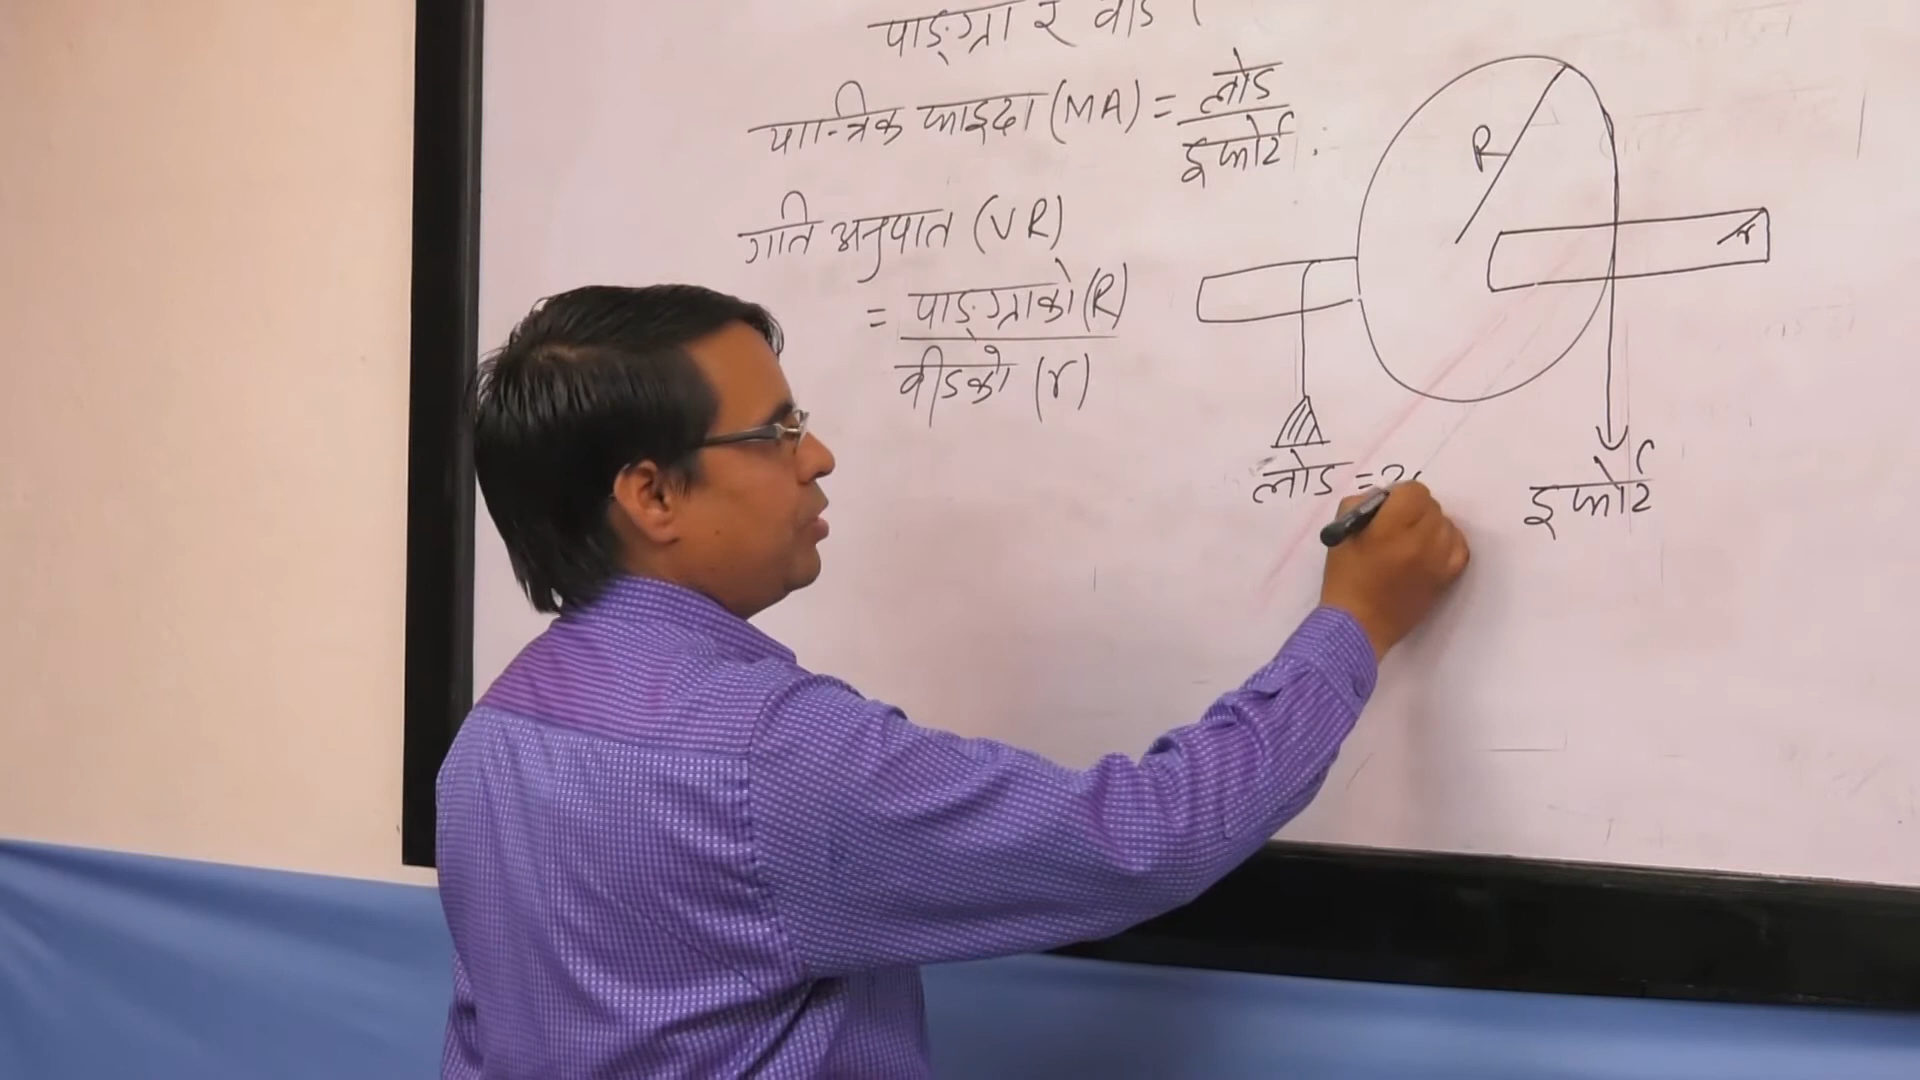 पाङ्ग्रा र वीड
यान्त्रिक फाइदा (MA) = लोड / इफोर्ट
गति अनुपात (VR)
= पाङ्ग्राको (R)
वीडको (r)
R
r
लोड =
इफोर्ट